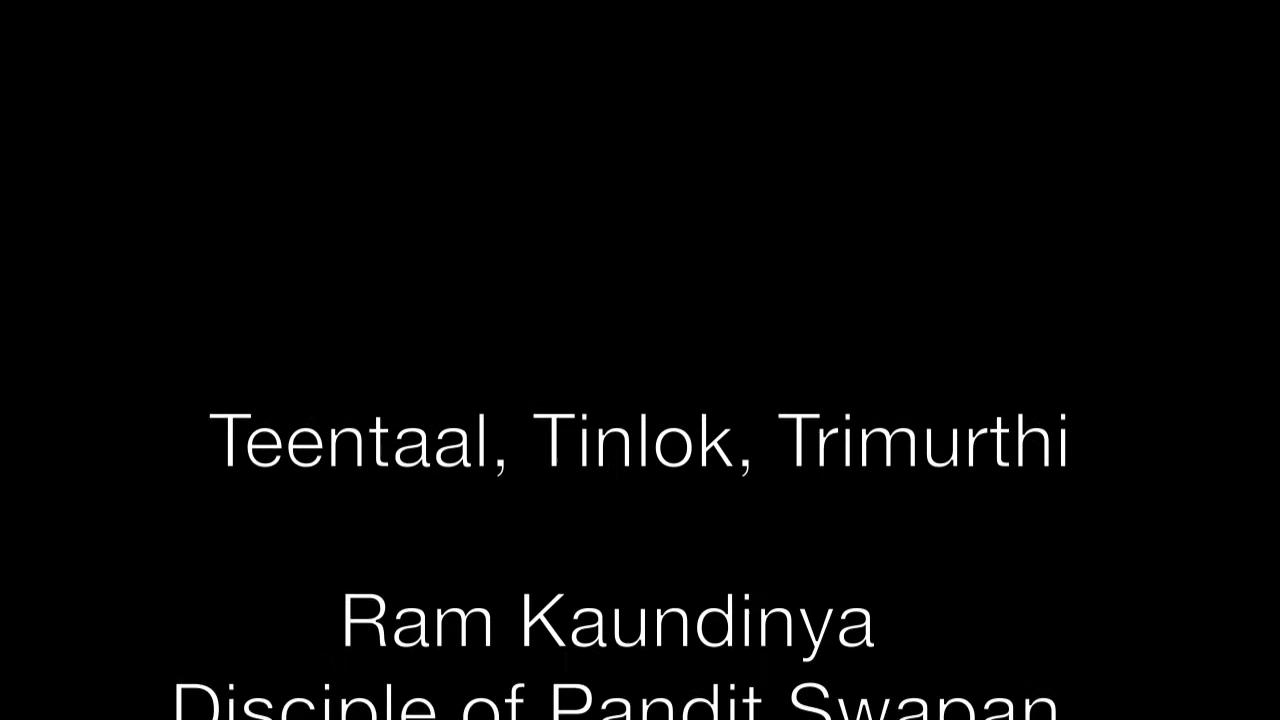 Teentaal, Tinlok, Trimurthi
Ram Kaundinya
Disciple of Pandit Swapan